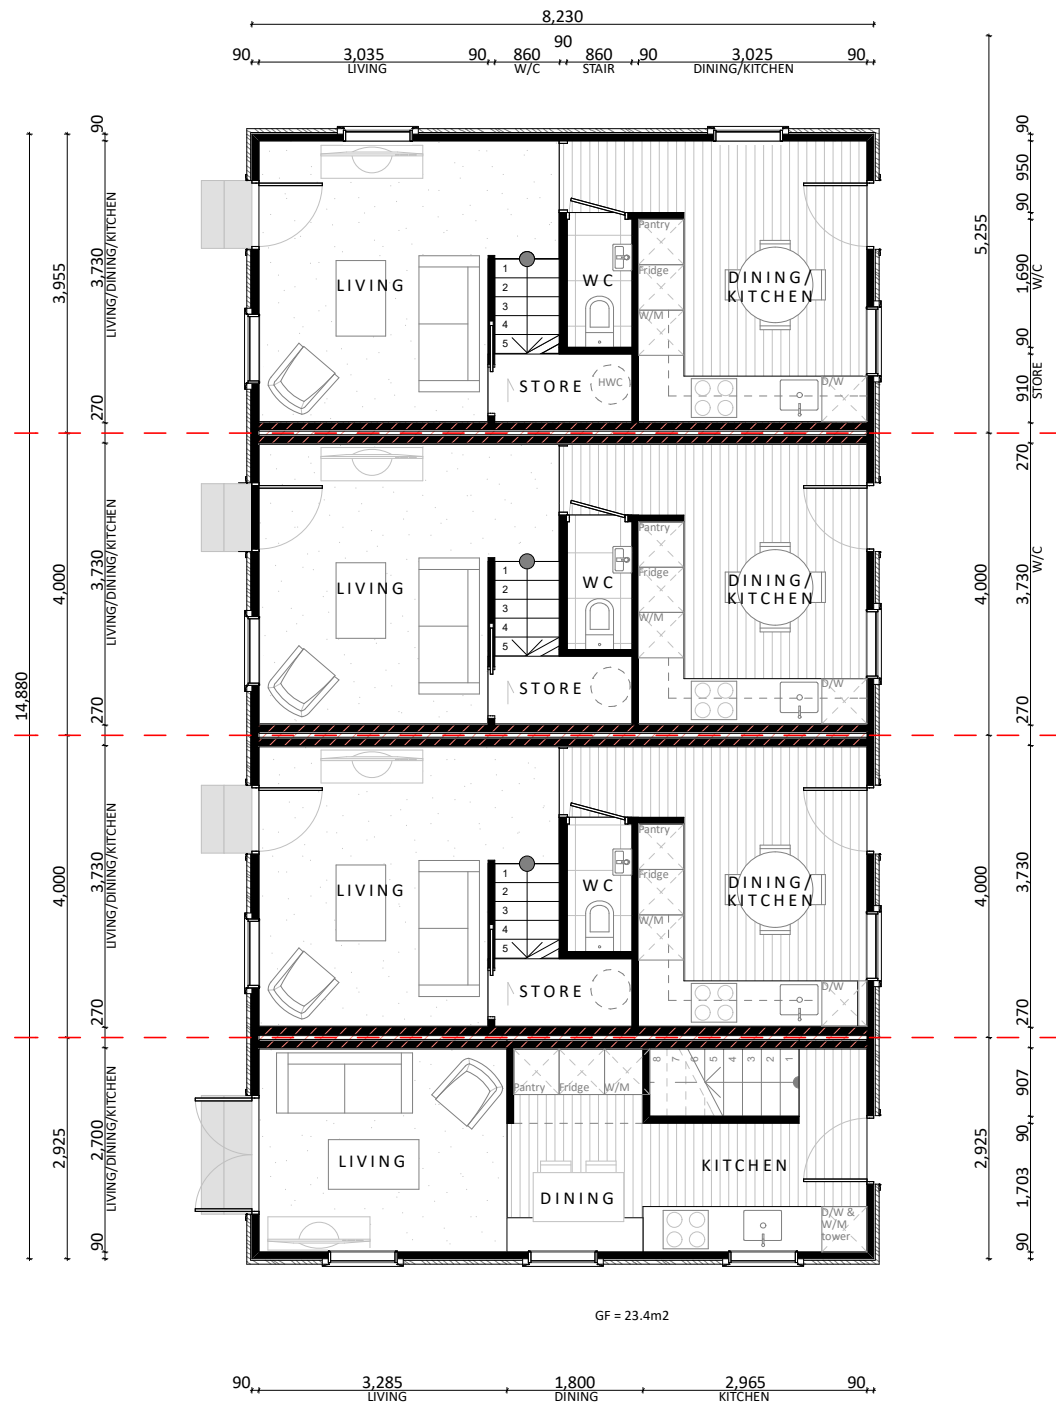 8,230
90
90 3,035 90 860 860 90 3,025 90
LIVING W/C STAIR DINING/KITCHEN
14,880
3,955
4,000
4,000
2,925
90
3,730
LIVING/DINING/KITCHEN
270
3,730
LIVING/DINING/KITCHEN
270
3,730
LIVING/DINING/KITCHEN
270
2,700
LIVING/DINING/KITCHEN
90
LIVING
1
2
3
4
5
WC
Pantry
Fridge
W/M
DINING/
KITCHEN
STORE
HWC
D/W
LIVING
1
2
3
4
5
WC
Pantry
Fridge
W/M
DINING/
KITCHEN
STORE
D/W
LIVING
1
2
3
4
5
WC
Pantry
Fridge
W/M
DINING/
KITCHEN
STORE
D/W
Pantry Fridge W/M
8 7 6 5 4 3 2 1
LIVING
KITCHEN
DINING
D/W &
W/M
tower
5,255
4,000
4,000
2,925
90
950
90
1,690
W/C
90
910
STORE
270
3,730
W/C
270
3,730
270
907
90
1,703
90
GF = 23.4m2
90 3,285 1,800 2,965 90
LIVING DINING KITCHEN